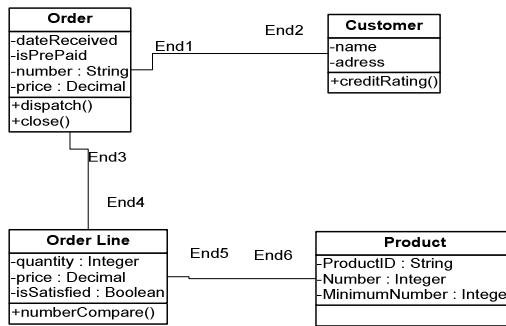 Order
-dateReceived
-isPrePaid
-number : String
-price : Decimal
+dispatch()
+close()
End1
End2
Customer
-name
-adress
+creditRating()
End3
End4
Order Line
-quantity : Integer
-price : Decimal
-isSatisfied : Boolean
+numberCompare()
End5
End6
Product
-ProductID : String
-Number : Integer
-MinimumNumber : Intege